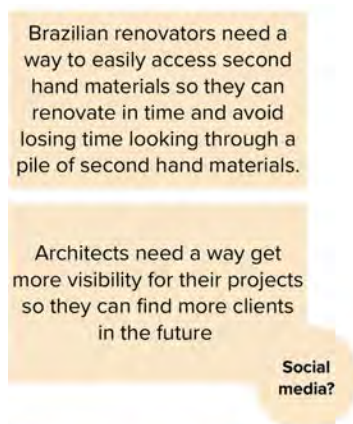 Brazilian renovators need a
way to easily access second
hand materials so they can
renovate in time and avoid
losing time looking through a
pile of second hand materials.
Architects need a way get
more visibility for their projects
so they can find more clients
in the future
Social
media?